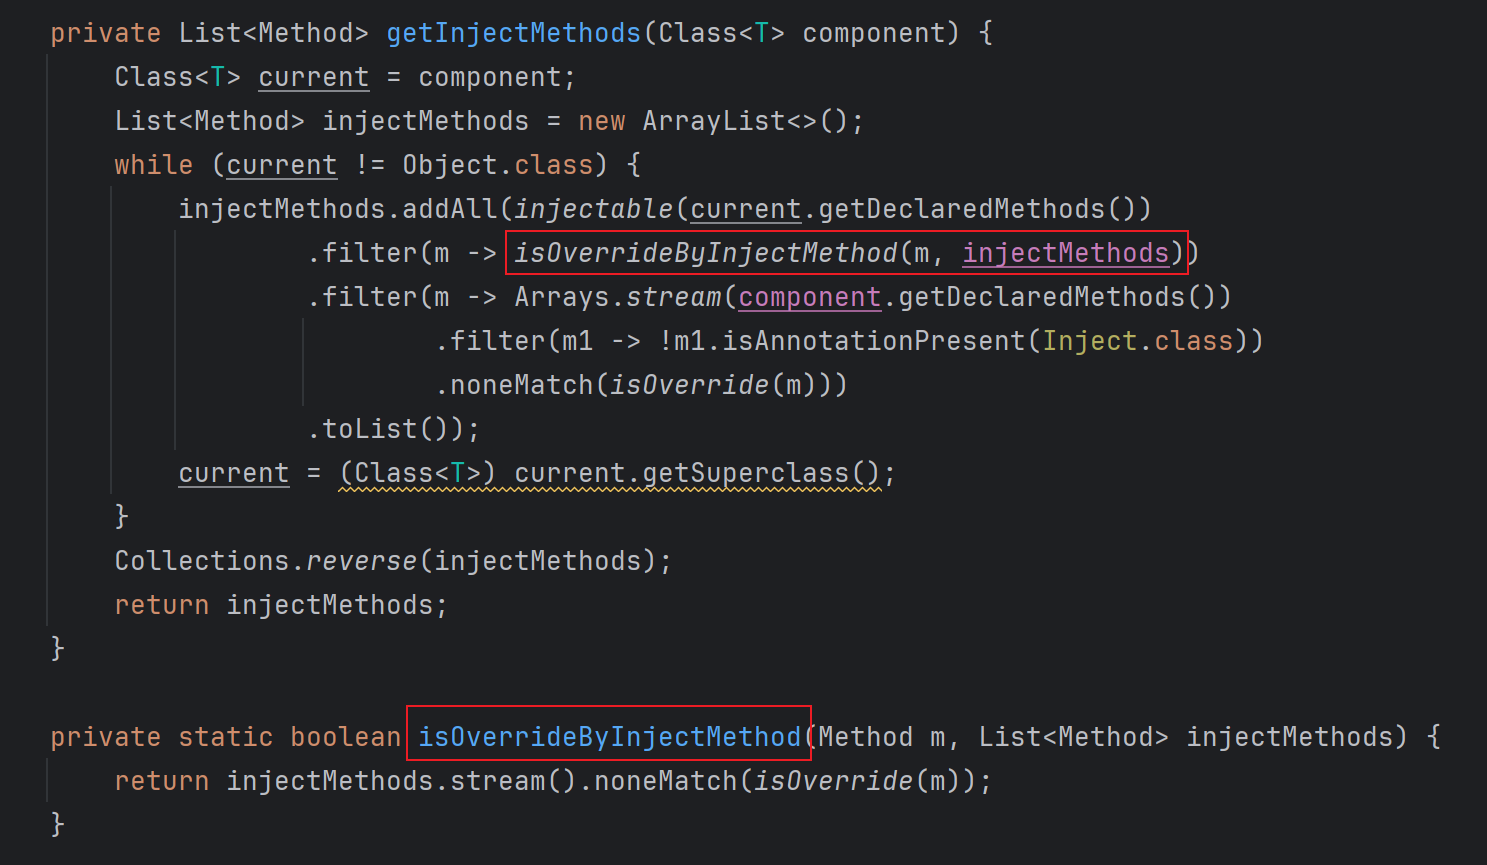 private List<Method> getInjectMethods(Class<T> component) {
    Class<T> current = component;
    List<Method> injectMethods = new ArrayList<>();
    while (current != Object.class) {
        injectMethods.addAll(injectable(current.getDeclaredMethods())
                .filter(m -> isOverrideByInjectMethod(m, injectMethods))
                .filter(m -> Arrays.stream(component.getDeclaredMethods())
                        .filter(m1 -> !m1.isAnnotationPresent(Inject.class))
                        .noneMatch(isOverride(m)))
                .toList());
        current = (Class<T>) current.getSuperclass();
    }
    Collections.reverse(injectMethods);
    return injectMethods;
}
private static boolean isOverrideByInjectMethod(Method m, List<Method> injectMethods) {
    return injectMethods.stream().noneMatch(isOverride(m));
}